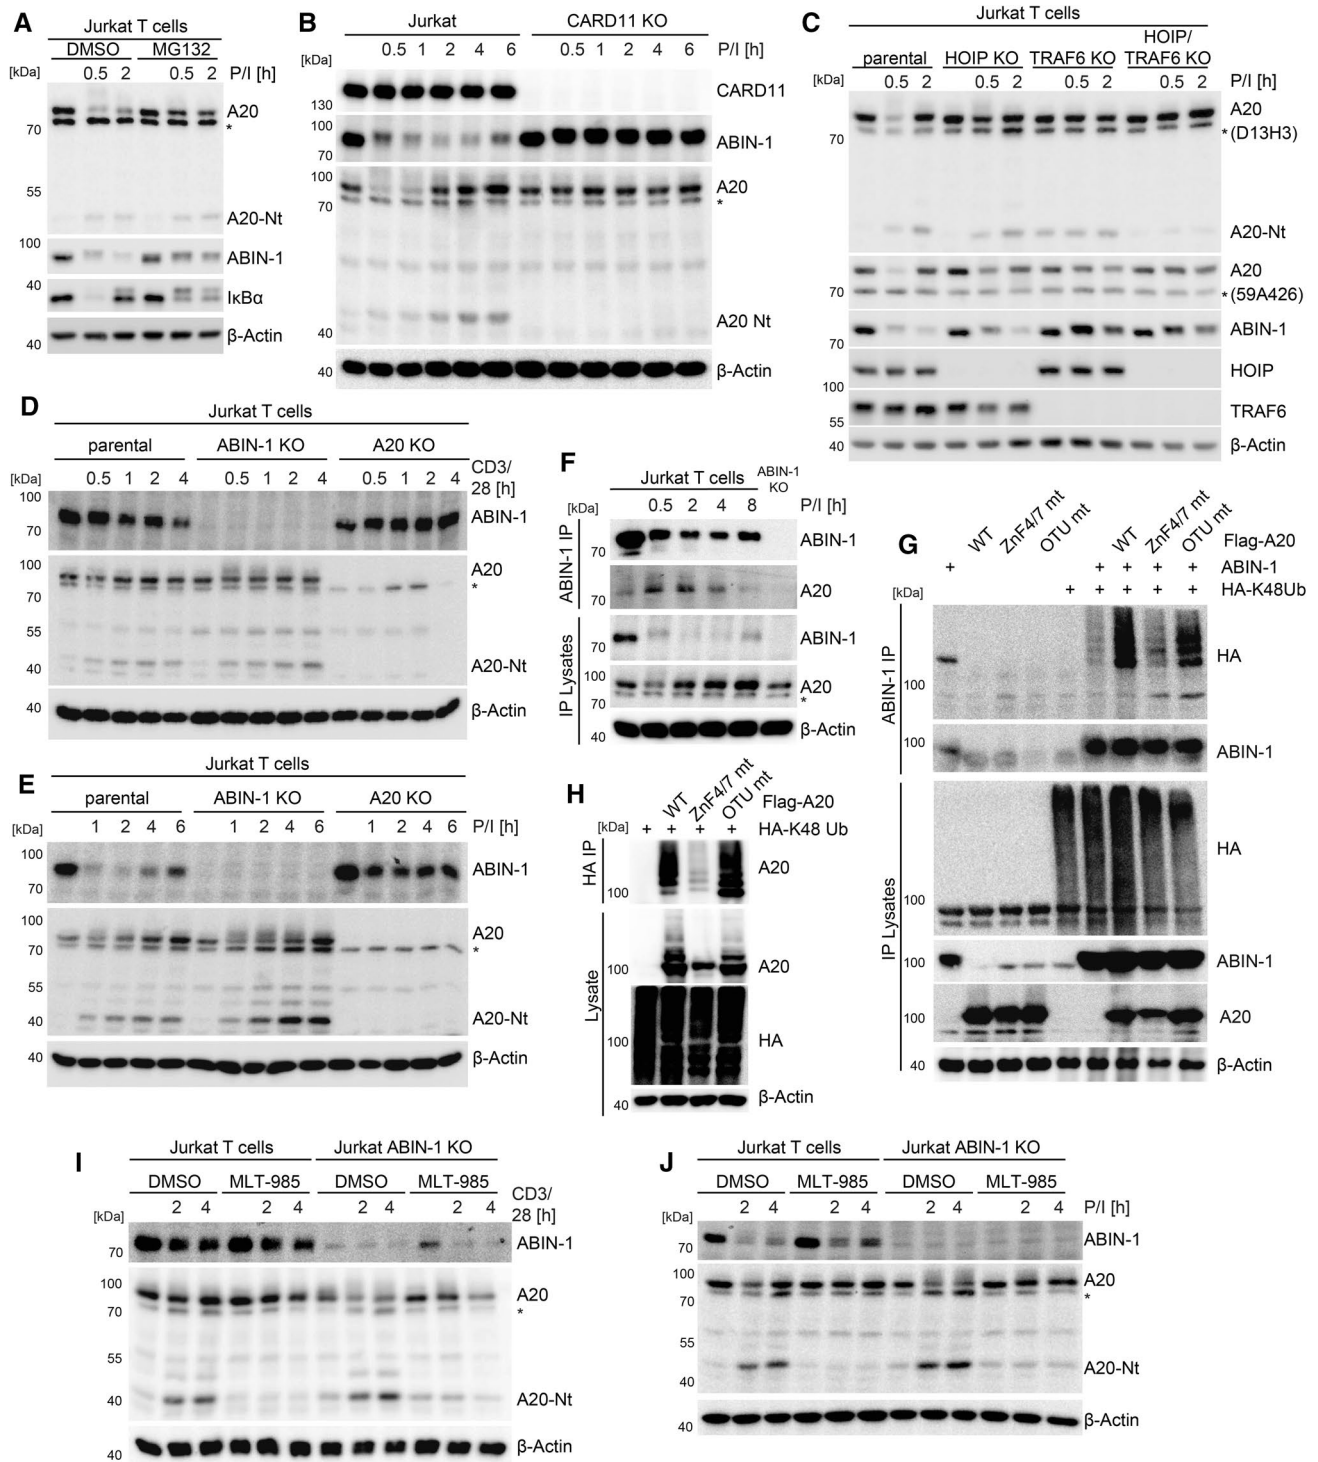 A
Jurkat T cells
DMSO MG132
[kDa] 0.5 2 0.5 2 P/I [h]
A20
*
70
55
A20-Nt
100
ABIN-1
40
IκBα
β-Actin
40
B
Jurkat CARD11 KO
0.5 1 2 4 6 0.5 1 2 4 6 P/I [h]
[kDa]
CARD11
130
100
ABIN-1
70
100
A20
*
70
A20 Nt
40
40 β-Actin
C
Jurkat T cells
parental HOIP KO TRAF6 KO HOIP/
TRAF6 KO
[kDa] 0.5 2 0.5 2 0.5 2 0.5 2 P/I [h]
A20
*(D13H3)
70
A20-Nt
A20
70 *(59A426)
ABIN-1
70
HOIP
100
TRAF6
55
40 β-Actin
D
Jurkat T cells
parental ABIN-1 KO A20 KO
[kDa] 0.5 1 2 4 0.5 1 2 4 0.5 1 2 4 CD3/
28 [h]
100
ABIN-1
70
100
A20
*
70
55
A20-Nt
40
40 β-Actin
E
Jurkat T cells
parental ABIN-1 KO A20 KO
[kDa] 1 2 4 6 1 2 4 6 1 2 4 6 P/I [h]
100
ABIN-1
70
100
A20
70 *
55
40 A20-Nt
40 β-Actin
F
Jurkat T cells ABIN-1
KO
[kDa] 0.5 2 4 8 P/I [h]
ABIN-1 IP
ABIN-1
70
A20
70
IP Lysates
ABIN-1
70
100
A20
70 *
β-Actin
40
G
WT ZnF4/7 mt OTU mt WT ZnF4/7 mt OTU mt Flag-A20
+ + + + + ABIN-1
+ + + + + HA-K48Ub
[kDa]
ABIN-1 IP
HA
100
100 ABIN-1
IP Lysates
HA
100
100 ABIN-1
100 A20
40 β-Actin
H
WT ZnF4/7 mt OTU mt Flag-A20
[kDa] + + + + HA-K48 Ub
HA IP
A20
100
Lysate
100 A20
100 HA
40 β-Actin
I
Jurkat T cells Jurkat ABIN-1 KO
DMSO MLT-985 DMSO MLT-985
[kDa] 2 4 2 4 2 4 2 4 CD3/
28 [h]
ABIN-1
70
100
A20
70 *
55
40 A20-Nt
40 β-Actin
J
Jurkat T cells Jurkat ABIN-1 KO
DMSO MLT-985 DMSO MLT-985
[kDa] 2 4 2 4 2 4 2 4 P/I [h]
ABIN-1
70
100
A20
70 *
55
A20-Nt
40
40 β-Actin